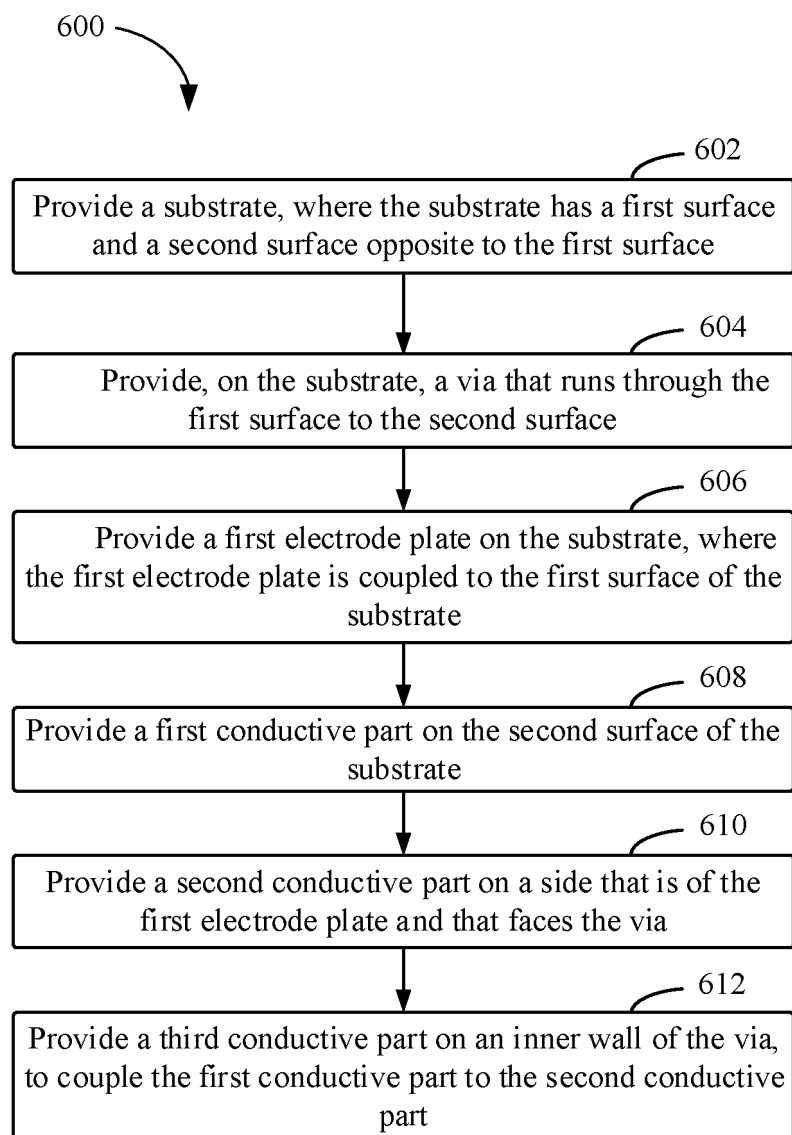 600
602
Provide a substrate, where the substrate has a first surface
and a second surface opposite to the first surface
604
Provide, on the substrate, a via that runs through the
first surface to the second surface
606
Provide a first electrode plate on the substrate, where
the first electrode plate is coupled to the first surface of the
substrate
608
Provide a first conductive part on the second surface of the
substrate
610
Provide a second conductive part on a side that is of the
first electrode plate and that faces the via
612
Provide a third conductive part on an inner wall of the via,
to couple the first conductive part to the second conductive
part